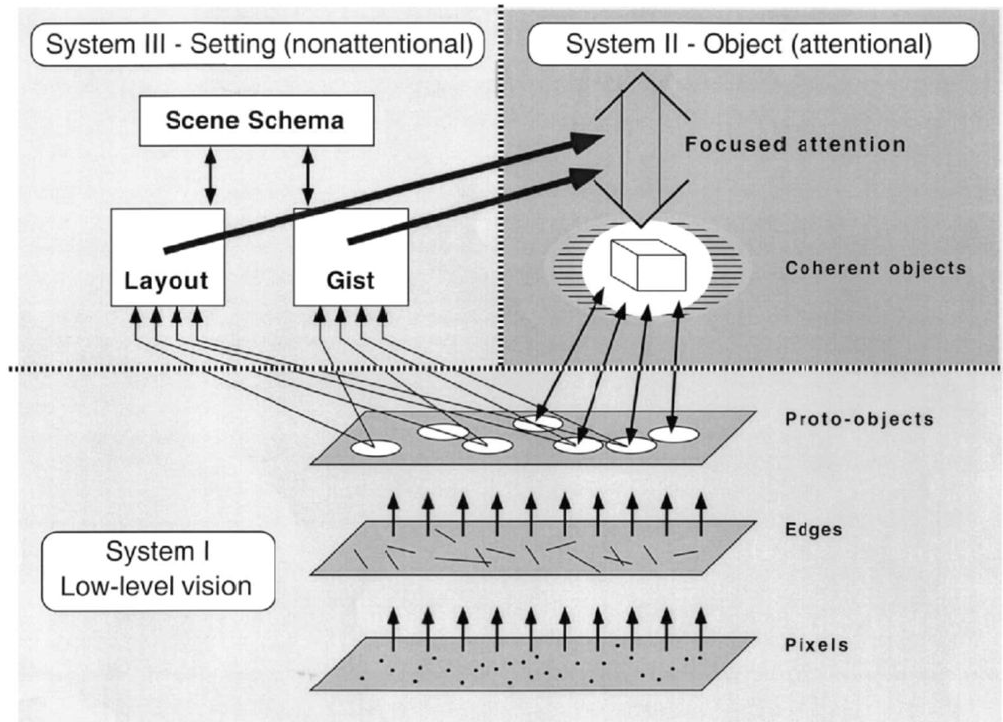 System III - Setting (nonattentional)
System II - Object (attentional)
Scene Schema
Focused attention
Layout
Gist
Coherent objects
Proto-objects
Edges
System I
Low-level vision
Pixels